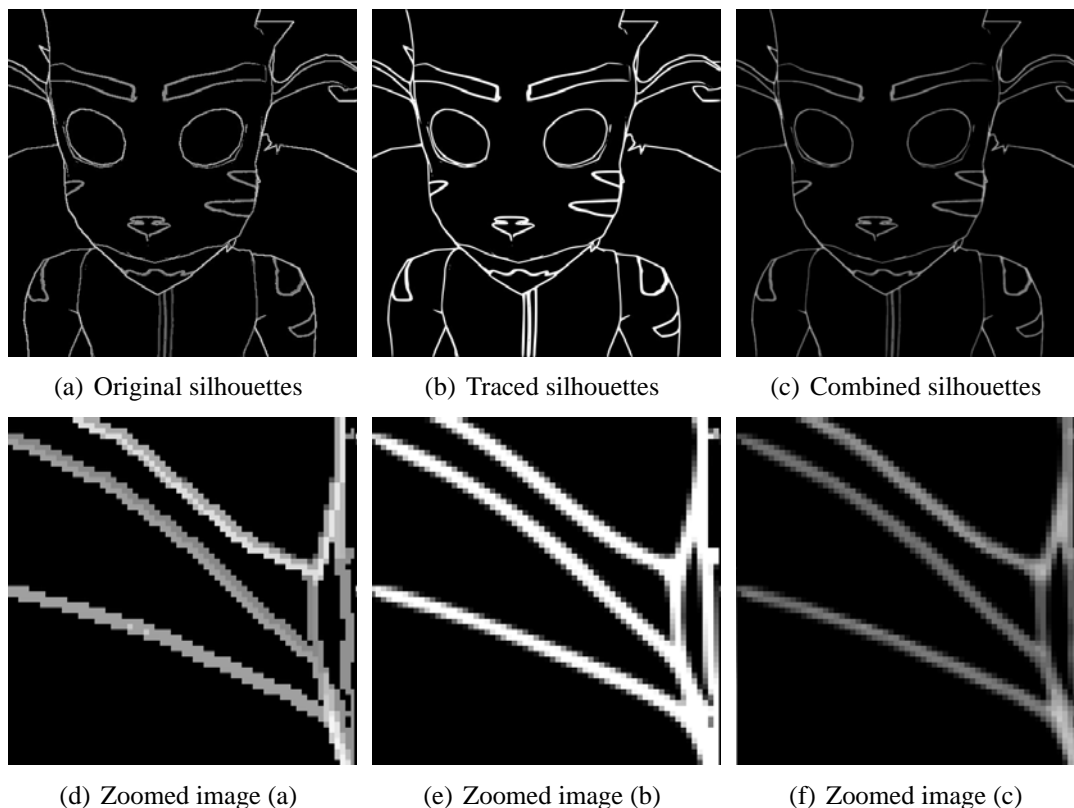 (a) Original silhouettes
(b) Traced silhouettes
(c) Combined silhouettes
(d) Zoomed image (a)
(e) Zoomed image (b)
(f) Zoomed image (c)